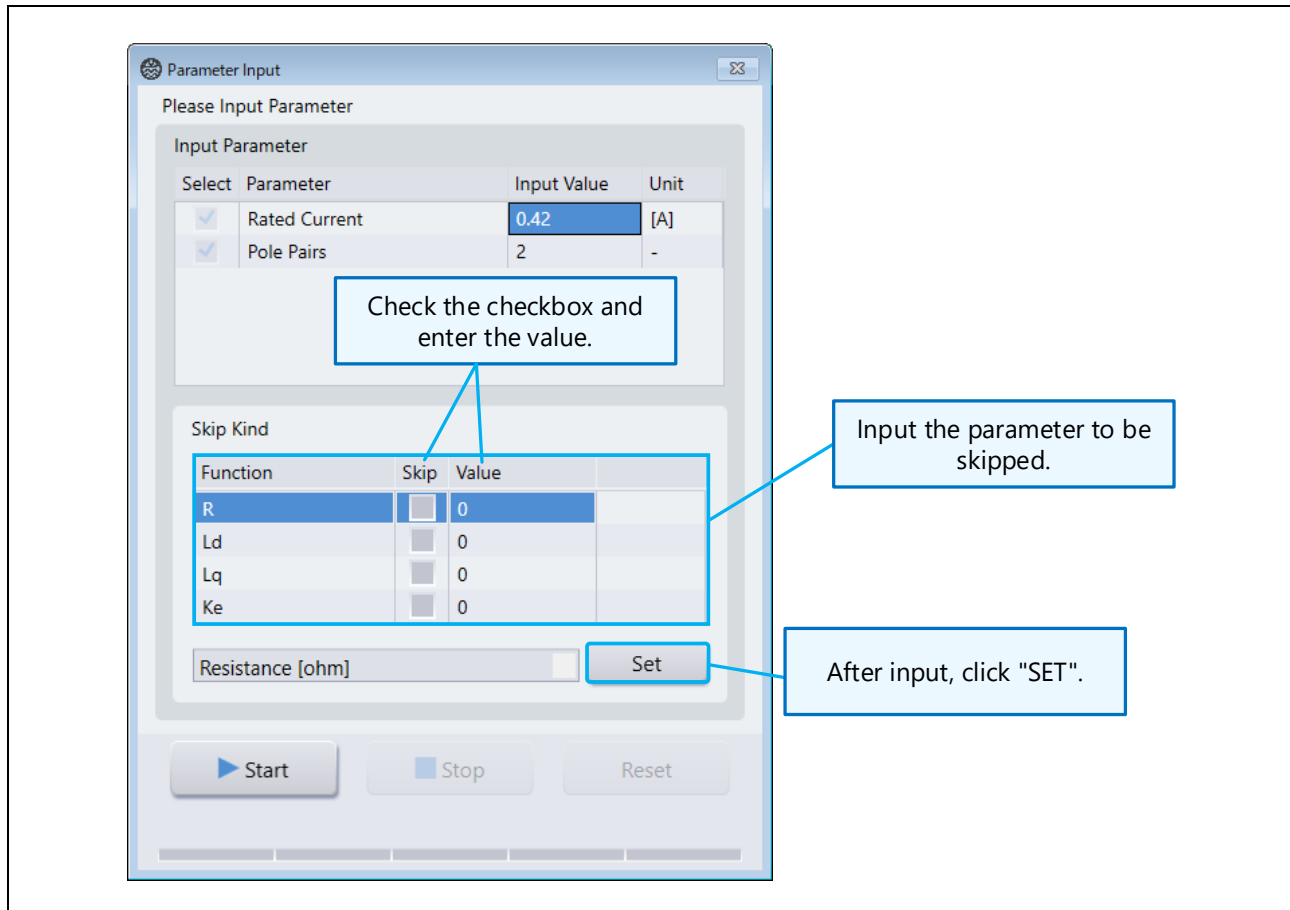 Parameter Input
Please Input Parameter
Input Parameter
Select Parameter Input Value Unit
Rated Current 0.42 [A]
Pole Pairs 2 -
Check the checkbox and
enter the value.
Skip Kind
Function Skip Value
R 0
Ld 0
Lq 0
Ke 0
Input the parameter to be
skipped.
Resistance [ohm] Set
After input, click "SET".
Start Stop Reset